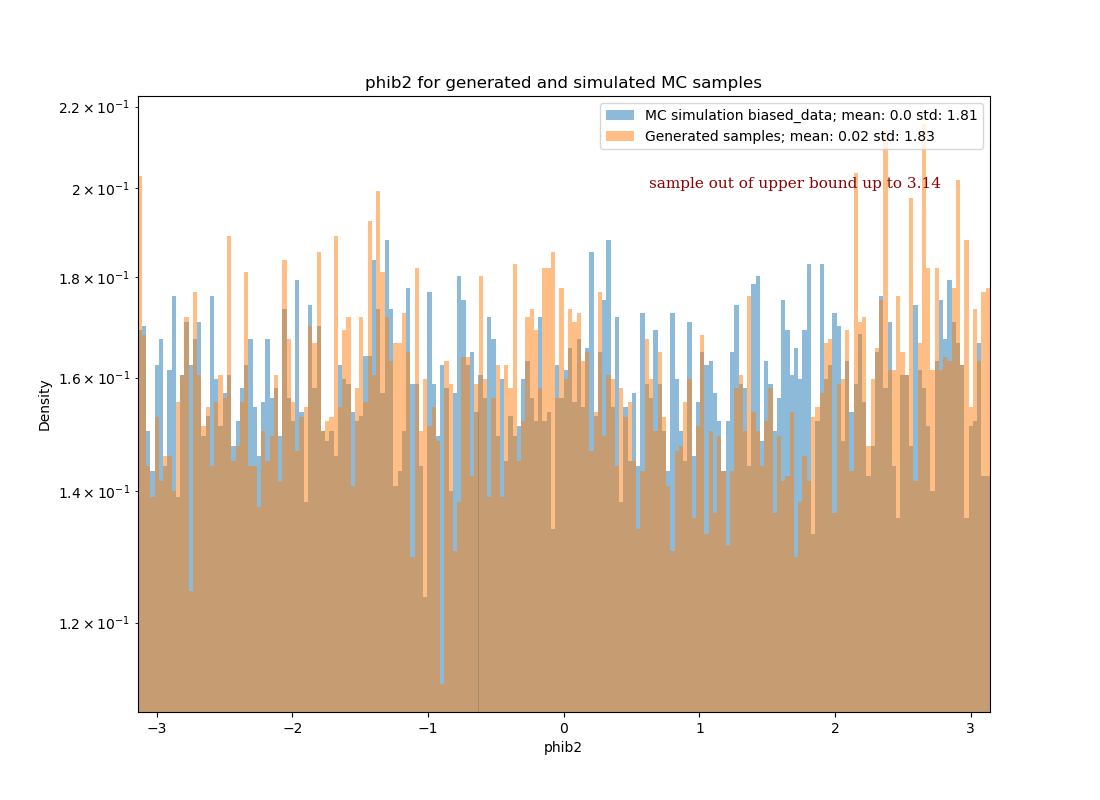 phib2 for generated and simulated MC samples
MC simulation biased_data; mean: 0.0 std: 1.81
Generated samples; mean: 0.02 std: 1.83
sample out of upper bound up to 3.14
Density
2.2 × 10⁻¹
2 × 10⁻¹
1.8 × 10⁻¹
1.6 × 10⁻¹
1.4 × 10⁻¹
1.2 × 10⁻¹
−3 −2 −1 0 1 2 3
phib2